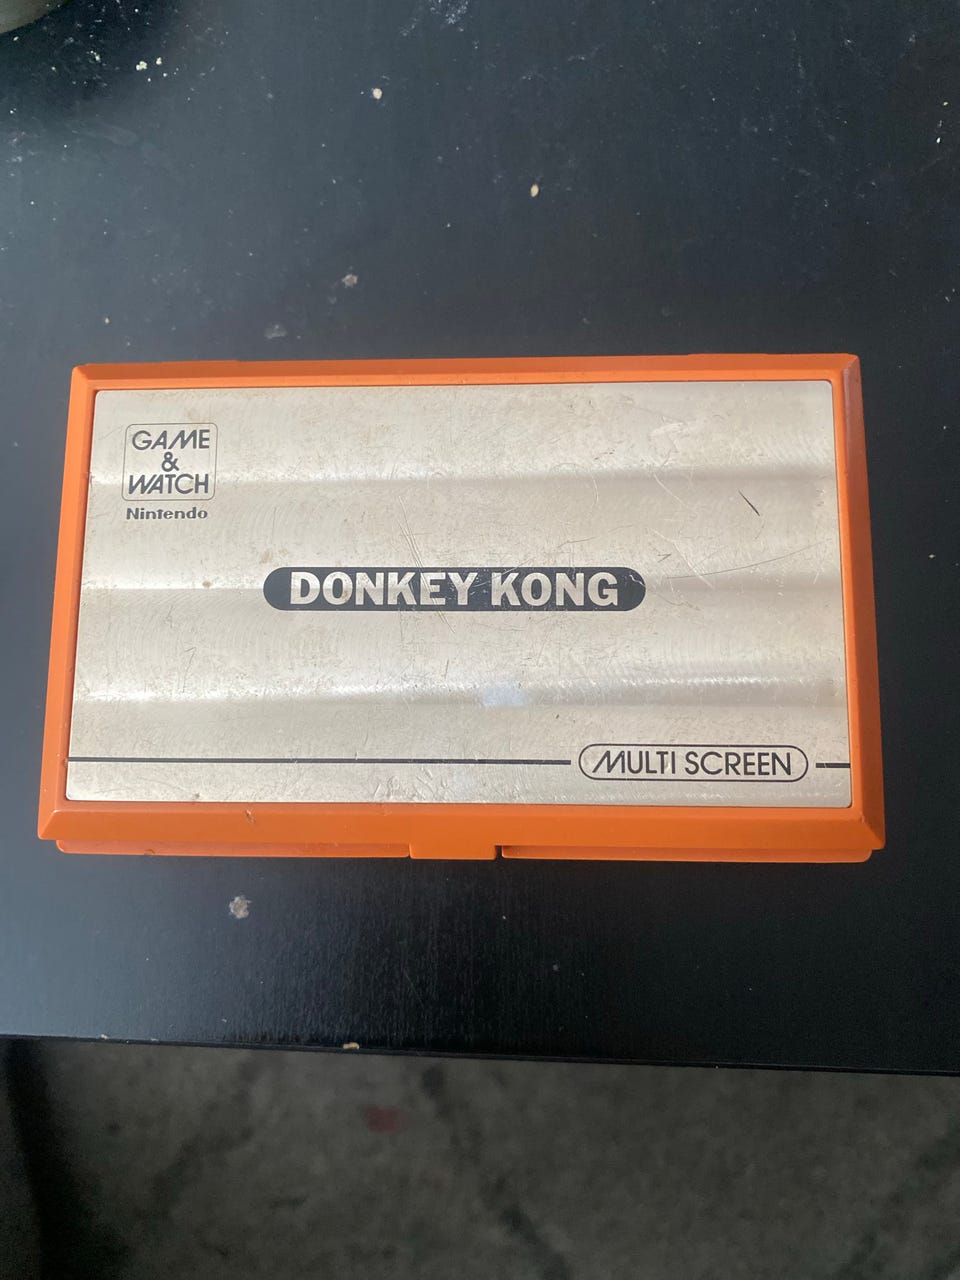 GAME
&
WATCH
Nintendo
DONKEY KONG
MULTI SCREEN